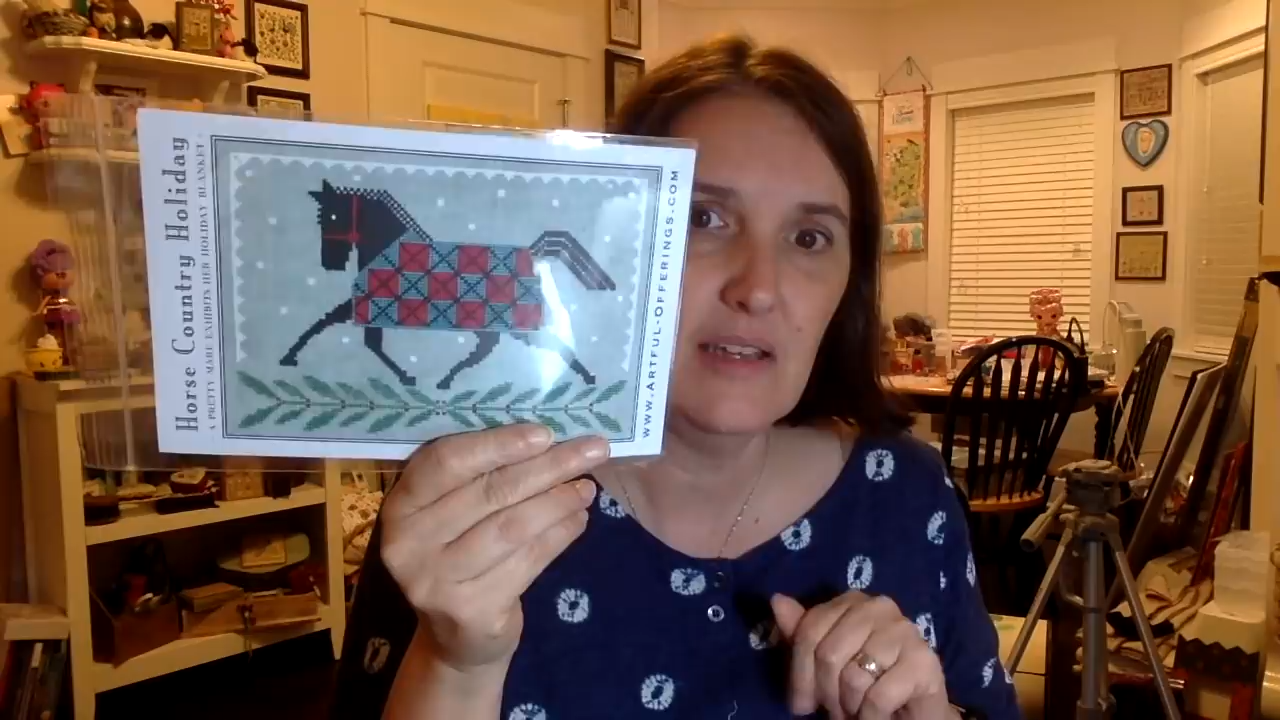 Horse Country Holiday
A PRETTY MARE EXHIBITS HER HOLIDAY BLANKET
WWW.ARTFUL-OFFERINGS.COM